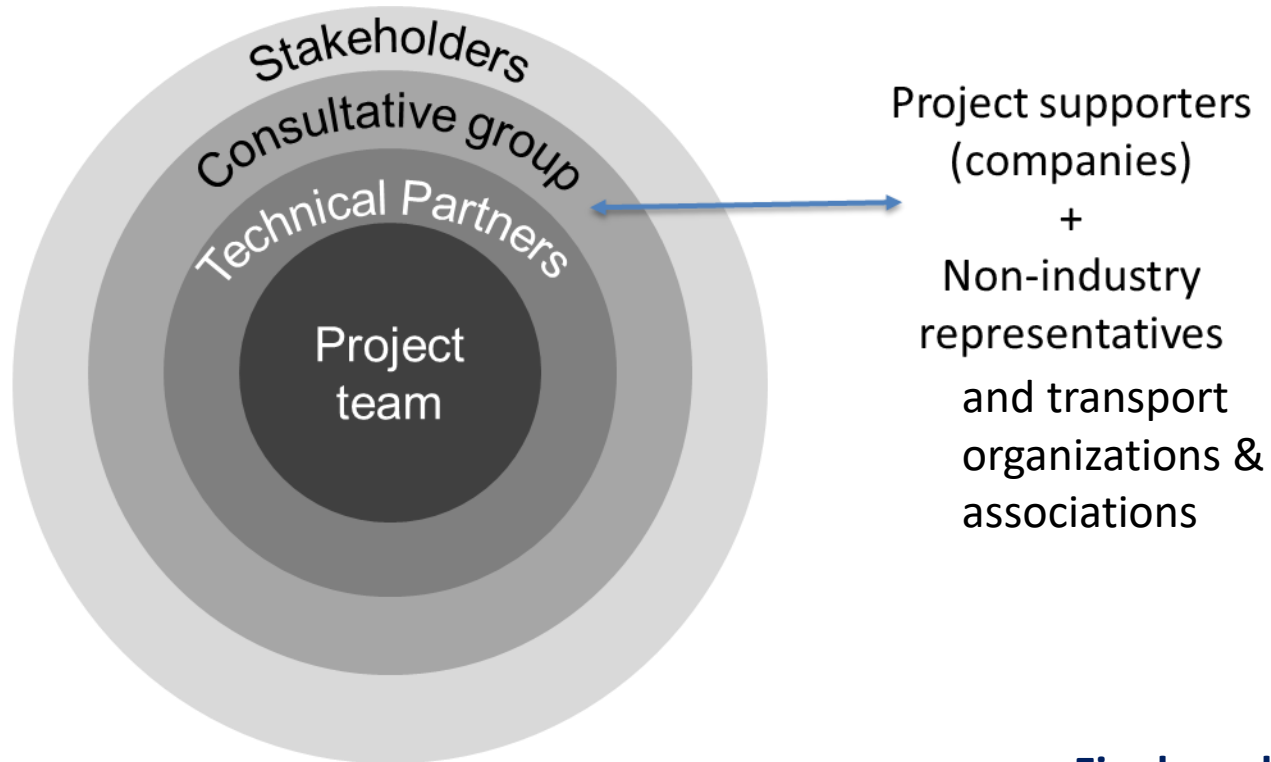 Stakeholders
Consultative group
Technical Partners
Project
team
Project supporters
(companies)
+
Non-industry
representatives
and transport
organizations &
associations